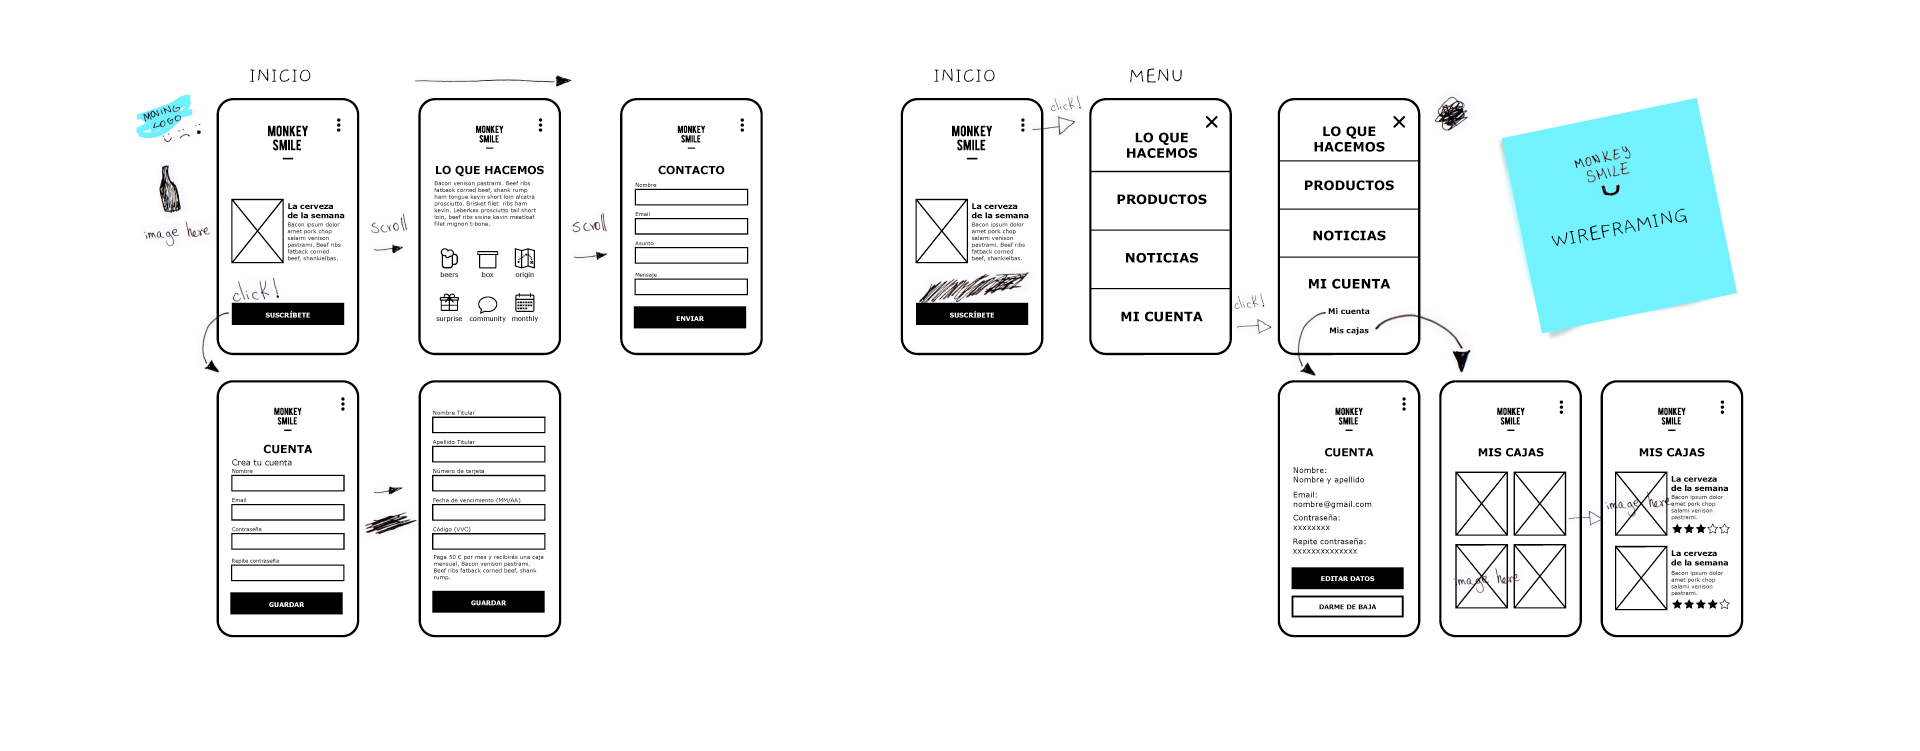 INICIO
MOVING
LOGO
image here
MONKEY
SMILE
La cerveza
de la semana
Bacon ipsum dolor
amet pork chop
salami venison
pastrami. Beef ribs
fatback corned
beef, shankielbas.
click!
SUSCRÍBETE
scroll
MONKEY
SMILE
LO QUE HACEMOS
Bacon venison pastrami. Beef ribs
fatback corned beef, shank rump
ham tongue kevin short loin alcatra
prosciutto. Brisket filet ribs ham
kevin. Leberkas prosciutto tail short
loin, beef ribs swine kevin meatloaf
filet mignon t-bone.
beers box origin
surprise community monthly
scroll
MONKEY
SMILE
CONTACTO
Nombre
Email
Asunto
Mensaje
ENVIAR
MONKEY
SMILE
CUENTA
Crea tu cuenta
Nombre
Email
Contraseña
Repite contraseña
GUARDAR
Nombre Titular
Apellido Titular
Número de tarjeta
Fecha de vencimiento (MM/AA)
Código (VVC)
Paga 50 € por mes y recibirás una caja
mensual, Bacon venison pastrami.
Beef ribs fatback corned beef, shank
rump.
GUARDAR
INICIO
MONKEY
SMILE
La cerveza
de la semana
Bacon ipsum dolor
amet pork chop
salami venison
pastrami. Beef ribs
fatback corned
beef, shankielbas.
SUSCRÍBETE
click!
MENU
LO QUE
HACEMOS
PRODUCTOS
NOTICIAS
MI CUENTA
click!
LO QUE
HACEMOS
PRODUCTOS
NOTICIAS
MI CUENTA
Mi cuenta
Mis cajas
MONKEY
SMILE
WIREFRAMING
MONKEY
SMILE
CUENTA
Nombre:
Nombre y apellido
Email:
nombre@gmail.com
Contraseña:
xxxxxxxx
Repite contraseña:
xxxxxxxxxxxxxx
EDITAR DATOS
DARME DE BAJA
MONKEY
SMILE
MIS CAJAS
image here
MONKEY
SMILE
MIS CAJAS
image here
La cerveza
de la semana
Bacon ipsum dolor
amet pork chop
salami venison
pastrami.
La cerveza
de la semana
Bacon ipsum dolor
amet pork chop
salami venison
pastrami.